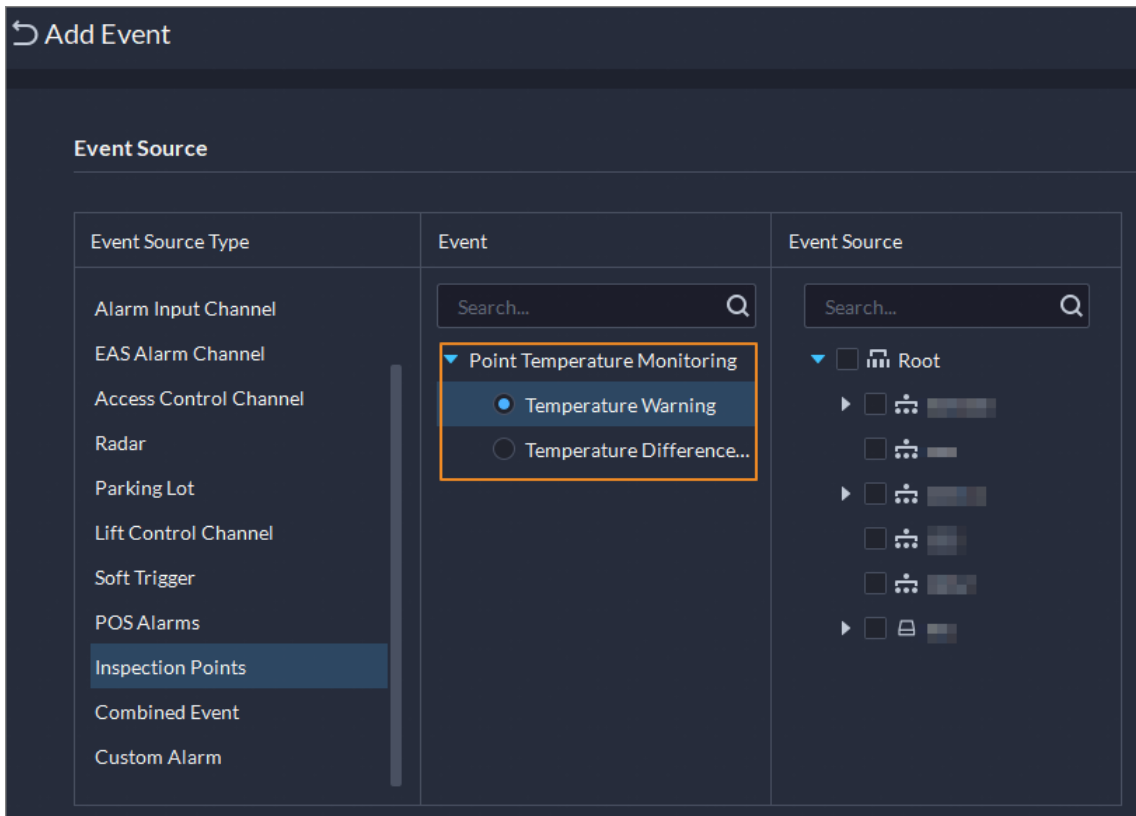 Add Event
Event Source
Event Source Type
Event
Event Source
Alarm Input Channel
EAS Alarm Channel
Access Control Channel
Radar
Parking Lot
Lift Control Channel
Soft Trigger
POS Alarms
Inspection Points
Combined Event
Custom Alarm
Search...
Point Temperature Monitoring
Temperature Warning
Temperature Difference...
Search...
Root